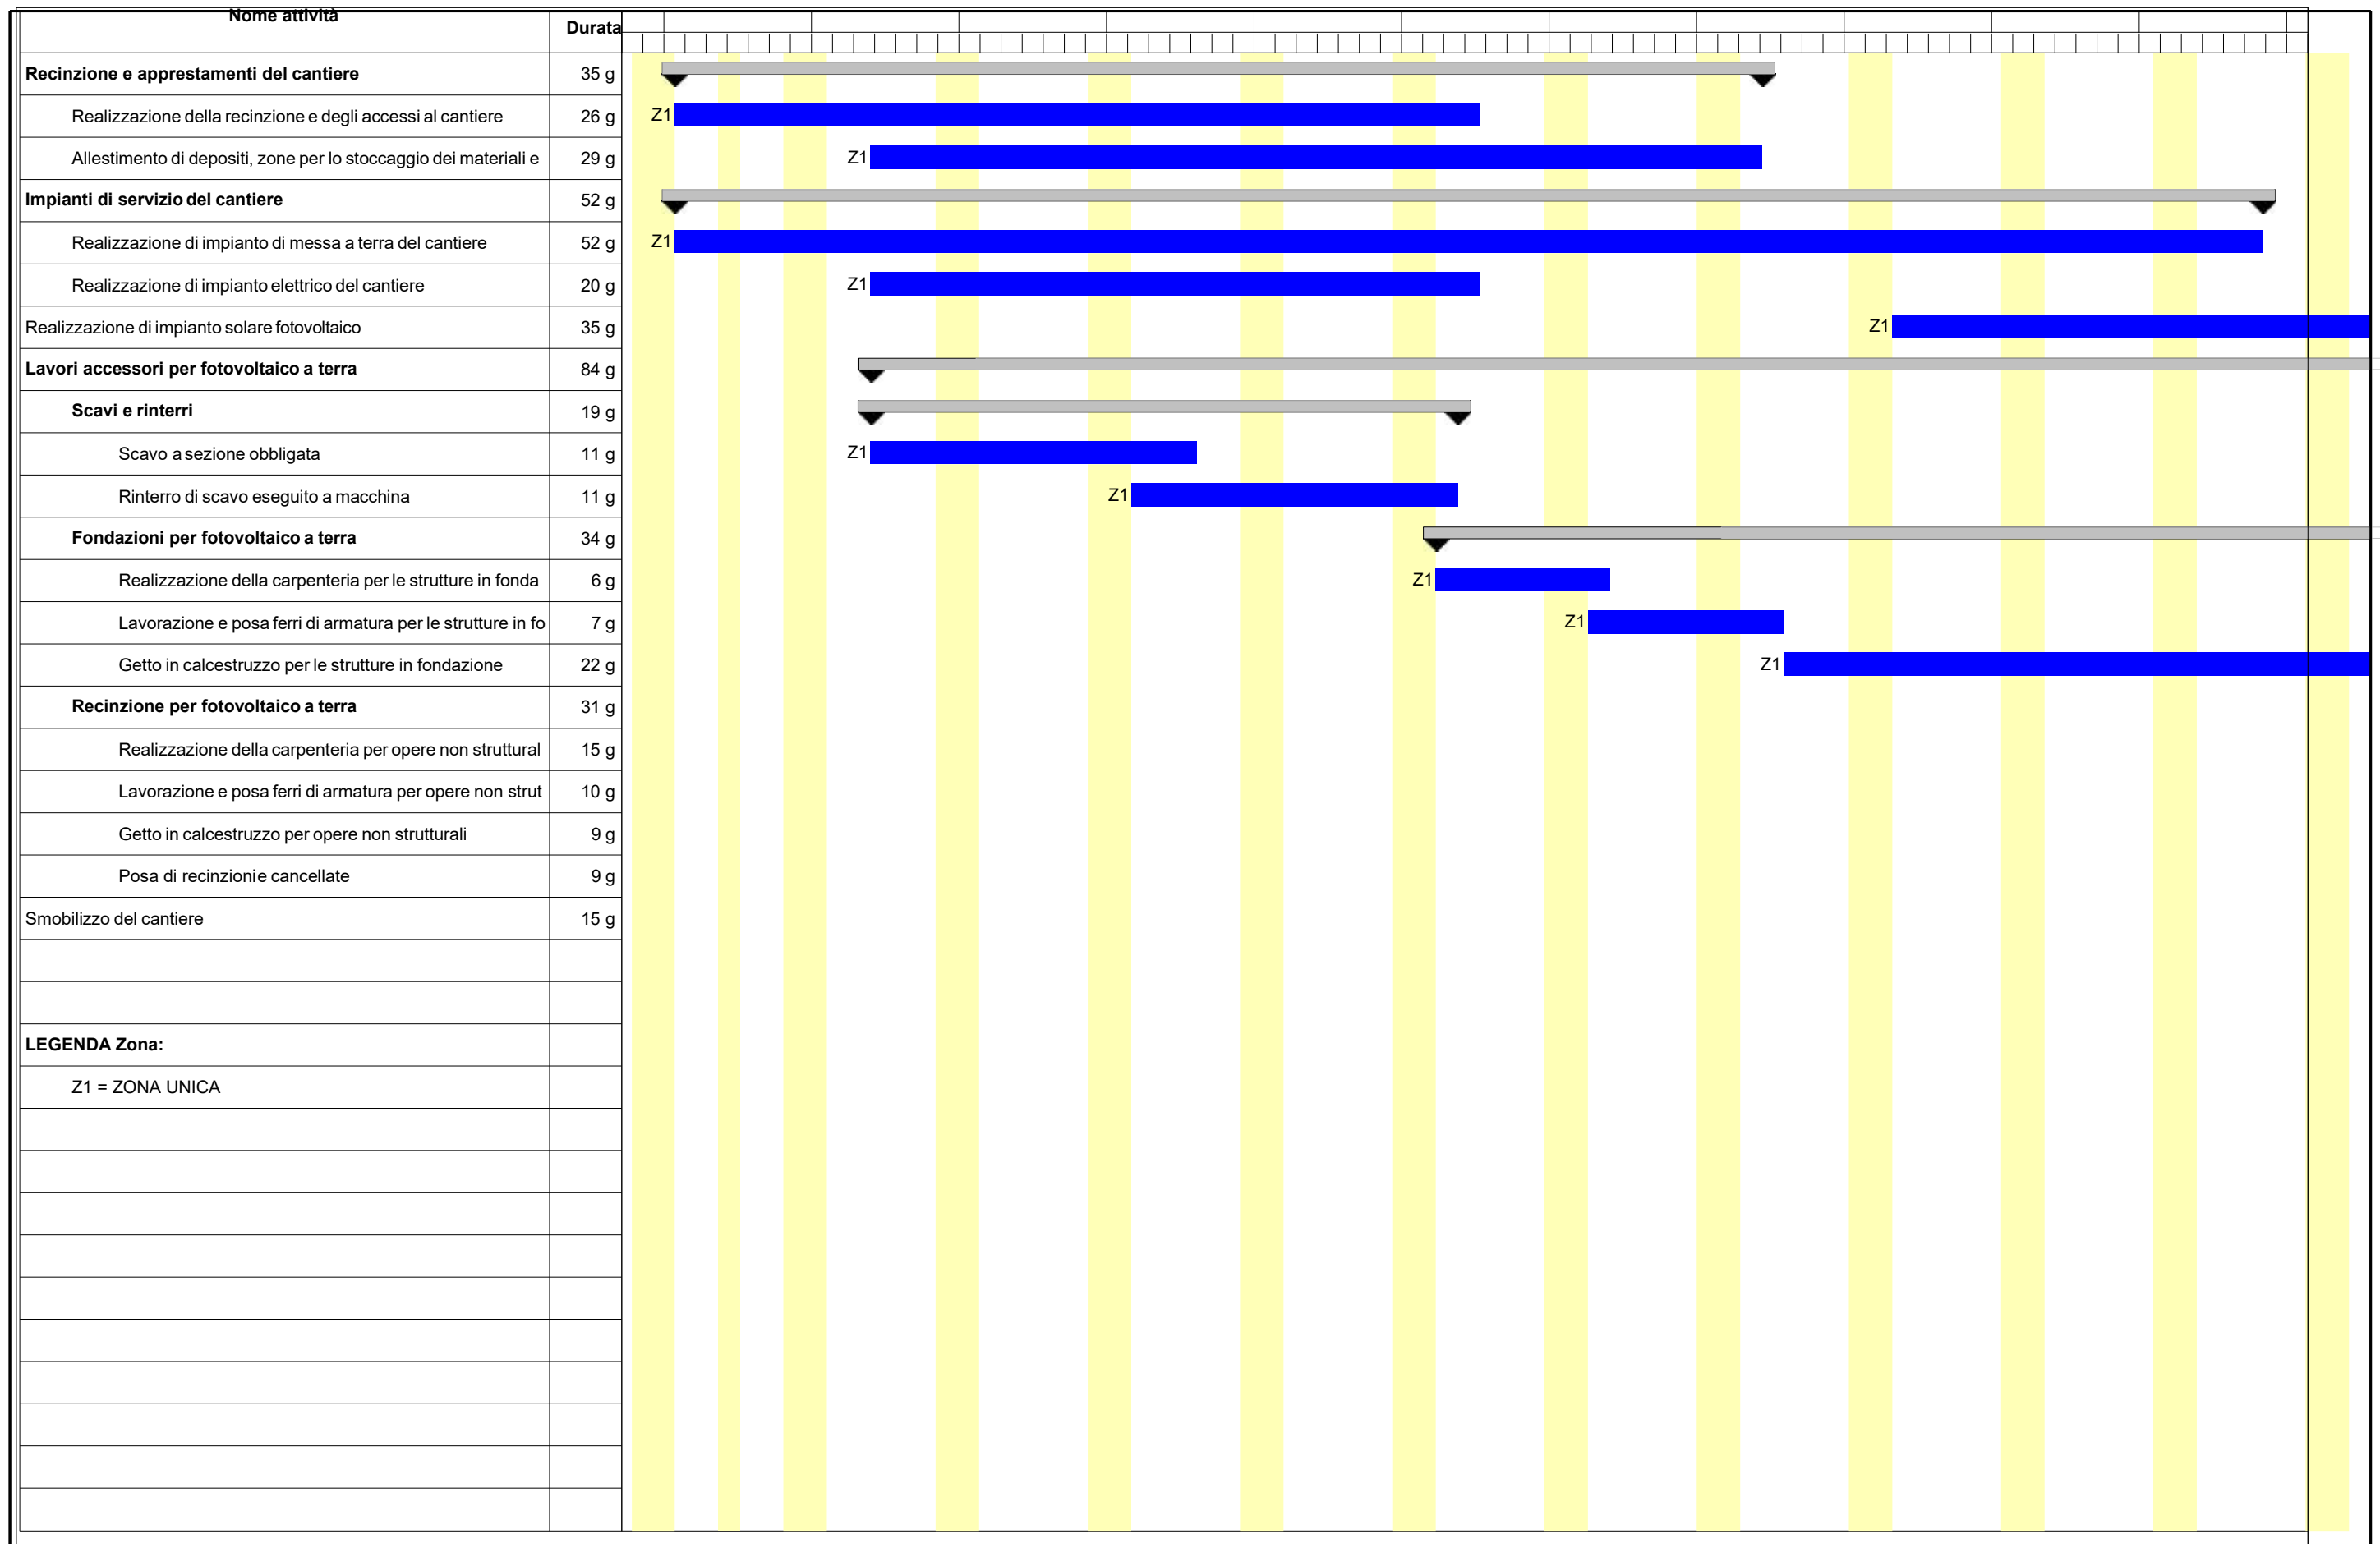 Nome attività Durata
Recinzione e apprestamenti del cantiere 35 g
Realizzazione della recinzione e degli accessi al cantiere 26 g Z1
Allestimento di depositi, zone per lo stoccaggio dei materiali e 29 g Z1
Impianti di servizio del cantiere 52 g
Realizzazione di impianto di messa a terra del cantiere 52 g Z1
Realizzazione di impianto elettrico del cantiere 20 g Z1
Realizzazione di impianto solare fotovoltaico 35 g Z1
Lavori accessori per fotovoltaico a terra 84 g
Scavi e rinterri 19 g
Scavo a sezione obbligata 11 g Z1
Rinterro di scavo eseguito a macchina 11 g Z1
Fondazioni per fotovoltaico a terra 34 g
Realizzazione della carpenteria per le strutture in fonda 6 g Z1
Lavorazione e posa ferri di armatura per le strutture in fo 7 g Z1
Getto in calcestruzzo per le strutture in fondazione 22 g Z1
Recinzione per fotovoltaico a terra 31 g
Realizzazione della carpenteria per opere non struttural 15 g
Lavorazione e posa ferri di armatura per opere non strut 10 g
Getto in calcestruzzo per opere non strutturali 9 g
Posa di recinzioni e cancellate 9 g
Smobilizzo del cantiere 15 g
LEGENDA Zona:
Z1 = ZONA UNICA